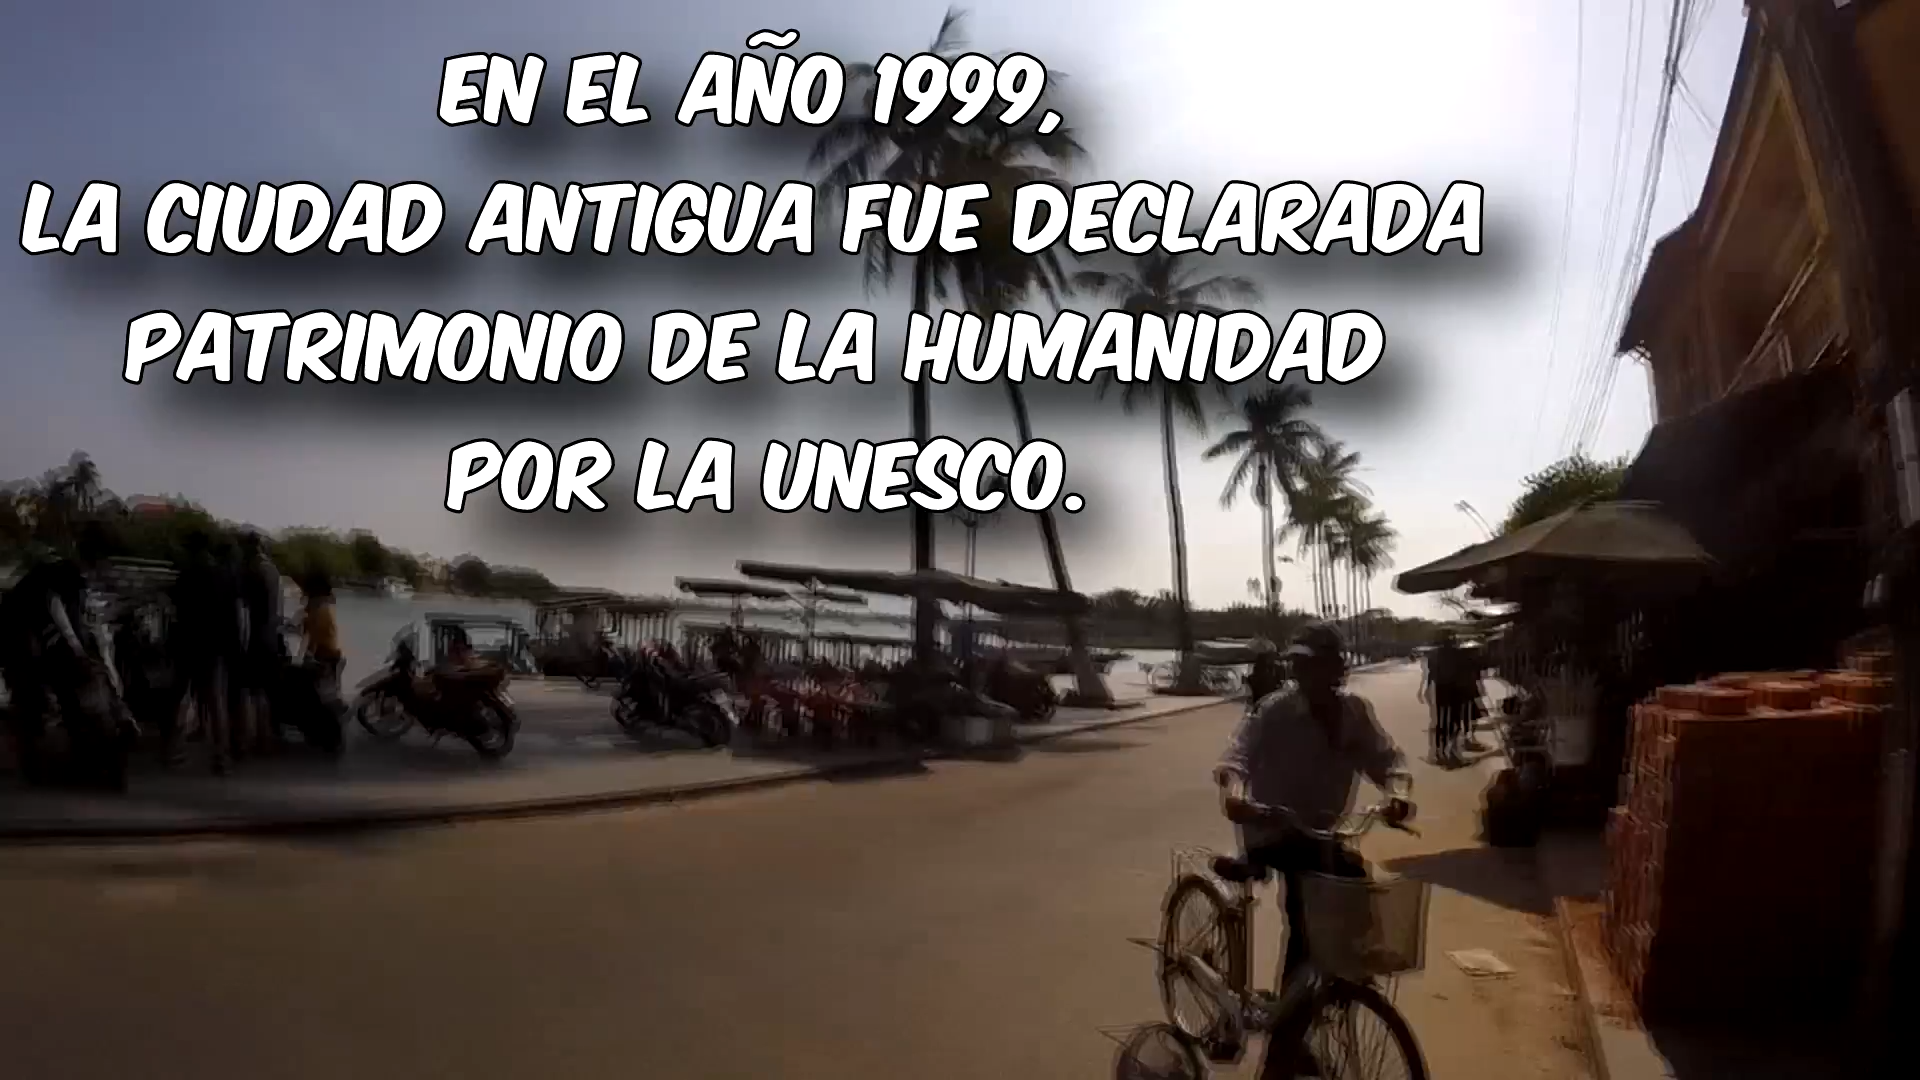 EN EL AÑO 1999,
LA CIUDAD ANTIGUA FUE DECLARADA
PATRIMONIO DE LA HUMANIDAD
POR LA UNESCO.